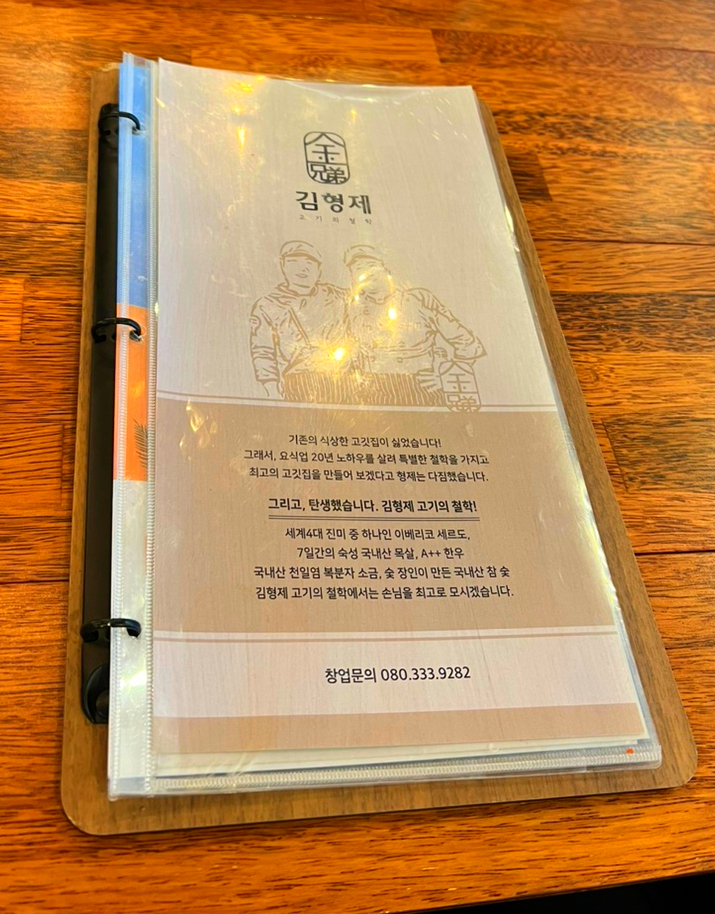 金
兄弟
김형제
고기의철학
金
兄弟
기존의 식상한 고깃집이 싫었습니다!
그래서, 요식업 20년 노하우를 살려 특별한 철학을 가지고
최고의 고깃집을 만들어 보겠다고 형제는 다짐했습니다.
그리고, 탄생했습니다. 김형제 고기의 철학!
세계4대 진미 중 하나인 이베리코 세르도,
7일간의 숙성 국내산 목살, A++ 한우
국내산 천일염 복분자 소금, 숯 장인이 만든 국내산 참 숯
김형제 고기의 철학에서는 손님을 최고로 모시겠습니다.
창업문의 080.333.9282